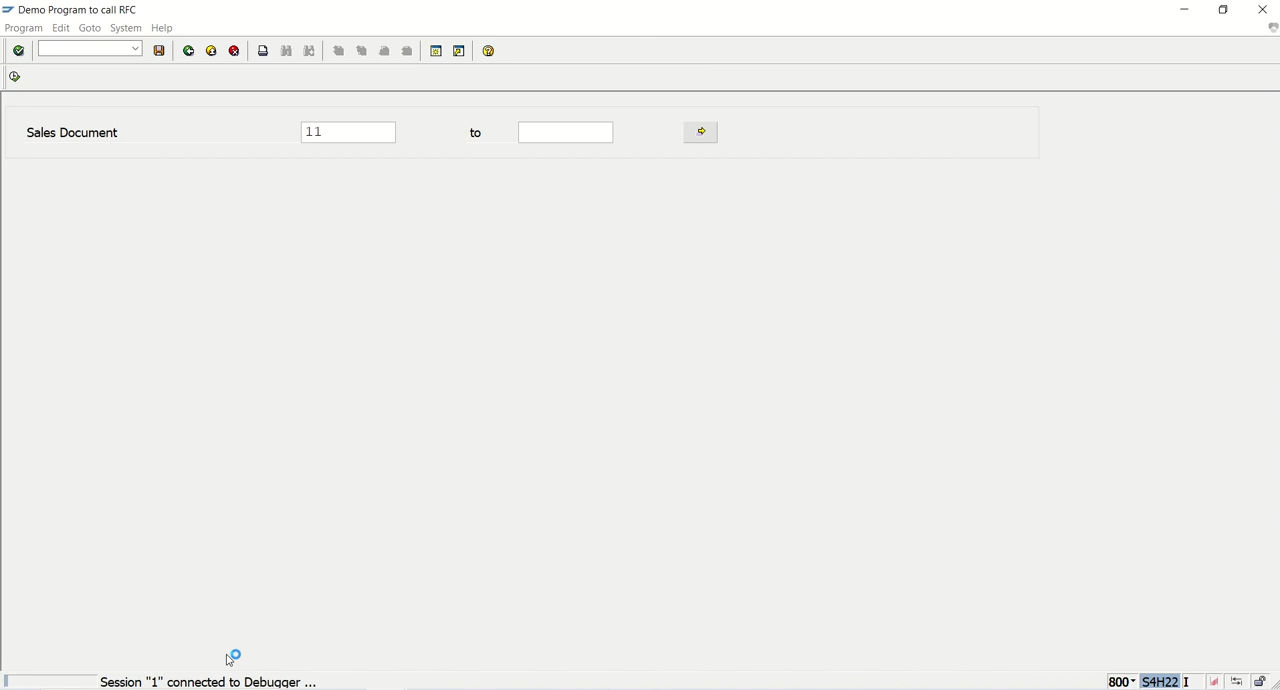 Demo Program to call RFC
Program Edit Goto System Help
Sales Document 11 to
Session "1" connected to Debugger ... 800 S4H22 I